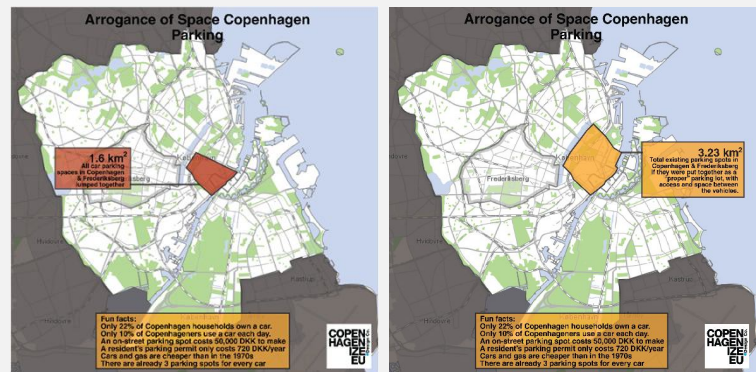 Arrogance of Space Copenhagen
Parking
1.6 km²
All car parking
spaces in Copenhagen
& Frederiksberg
lumped together
København
Fun facts:
Only 22% of Copenhagen households own a car.
Only 10% of Copenhageners use a car each day.
An on-street parking spot costs 50,000 DKK to make
A resident's parking permit only costs 720 DKK/year
Cars and gas are cheaper than in the 1970s
There are already 3 parking spots for every car
COPEN
HAGEN
IZE.
EU
Arrogance of Space Copenhagen
Parking
3.23 km²
Total existing parking spots in
Copenhagen & Frederiksberg
if they were put together as a
"proper" parking lot, with
access and space between
the vehicles.
København
Frederiksberg
Hvidovre
Kastrup
Fun facts:
Only 22% of Copenhagen households own a car.
Only 10% of Copenhageners use a car each day.
An on-street parking spot costs 50,000 DKK to make
A resident's parking permit only costs 720 DKK/year
Cars and gas are cheaper than in the 1970s
There are already 3 parking spots for every car
COPEN
HAGEN
IZE.
EU